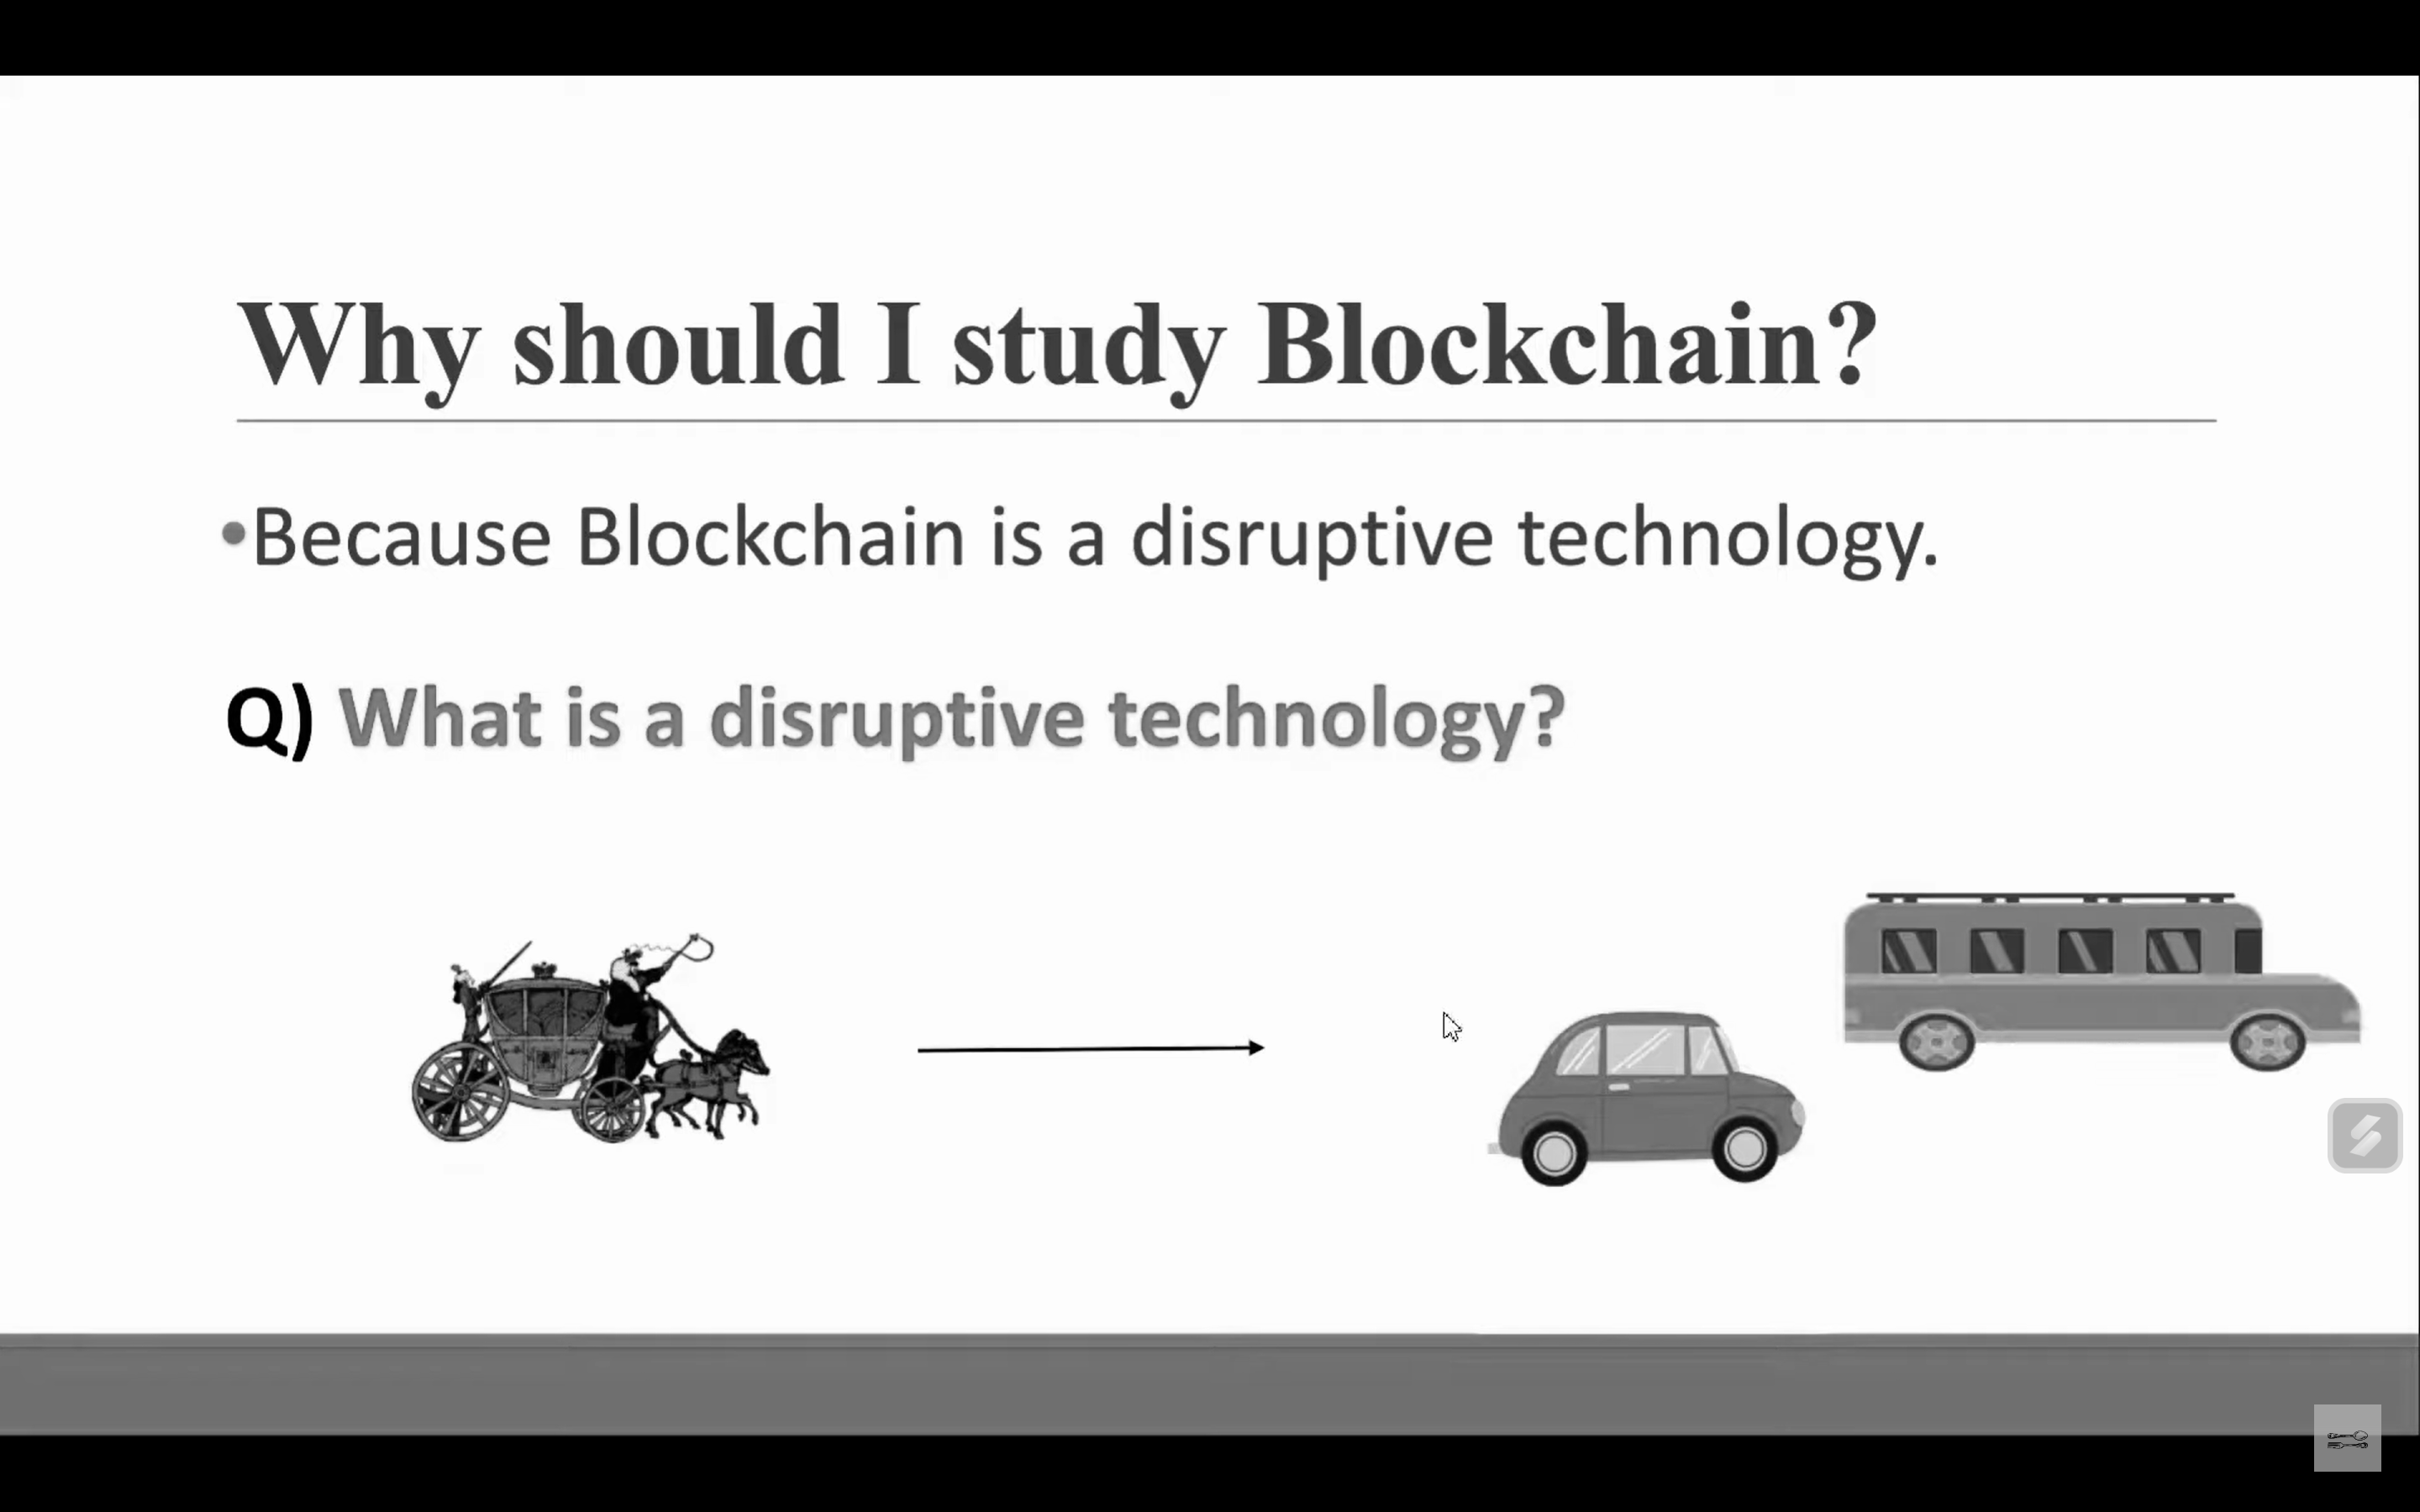 Why should I study Blockchain?
•Because Blockchain is a disruptive technology.
Q) What is a disruptive technology?